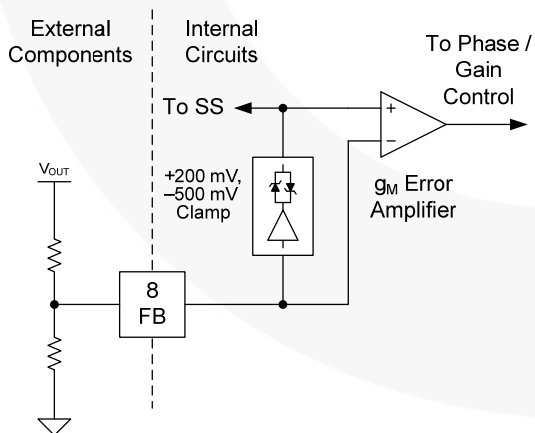 External
Components
Internal
Circuits
To Phase /
Gain
Control
To SS
+
−
+200 mV,
–500 mV
Clamp
gM Error
Amplifier
VOUT
8
FB